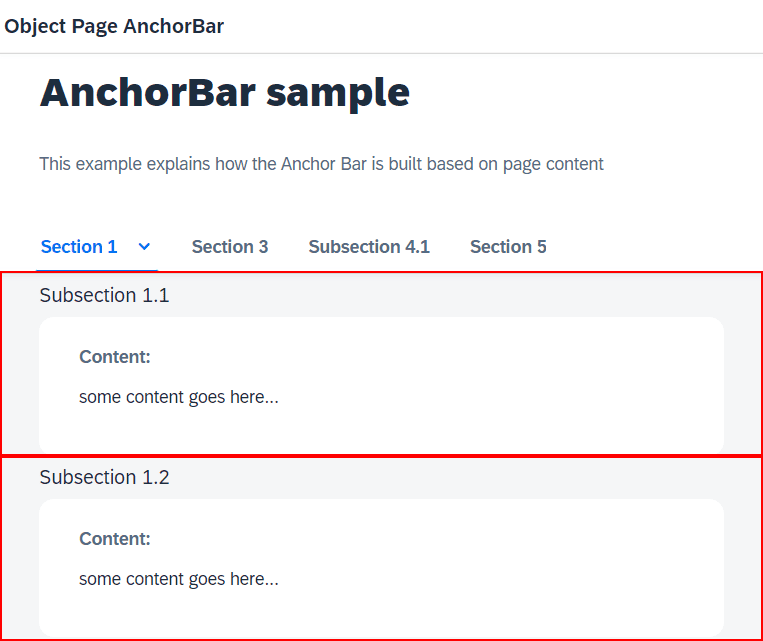 Object Page AnchorBar
AnchorBar sample
This example explains how the Anchor Bar is built based on page content
Section 1 Section 3 Subsection 4.1 Section 5
Subsection 1.1
Content:
some content goes here...
Subsection 1.2
Content:
some content goes here...